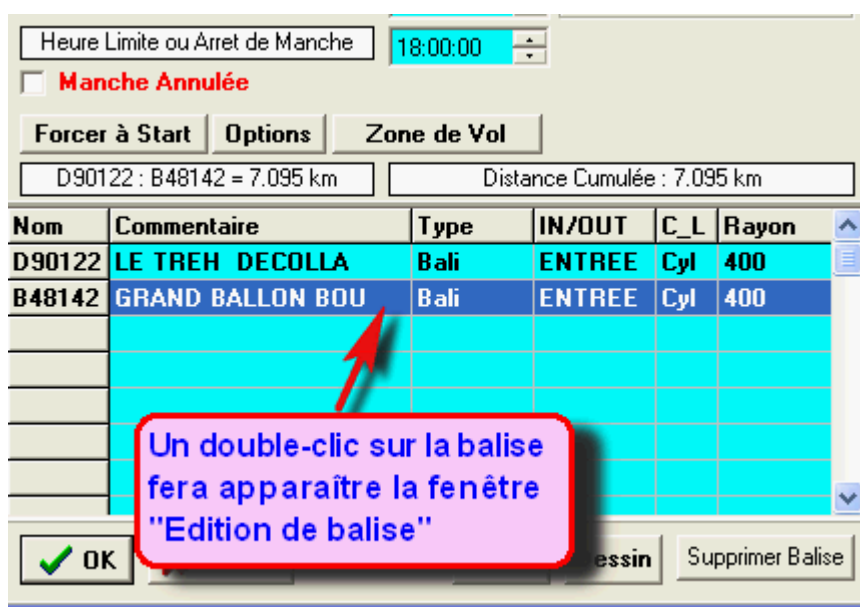 Heure Limite ou Arret de Manche 18:00:00
Manche Annulée
Forcer à Start Options Zone de Vol
D90122 : B48142 = 7.095 km Distance Cumulée : 7.095 km
Nom Commentaire Type IN/OUT C_L Rayon
D90122 LE TREH DECOLLA Bali ENTREE Cyl 400
B48142 GRAND BALLON BOU Bali ENTREE Cyl 400
Un double-clic sur la balise
fera apparaître la fenêtre
"Edition de balise"
OK essin Supprimer Balise